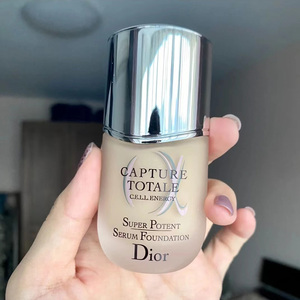 CAPTURE
TOTALE
C.E.L.L. ENERGY
SUPER POTENT
SERUM FOUNDATION
Dior